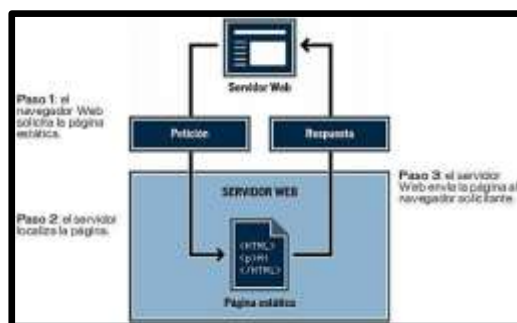 Servidor Web
Paso 1: el
navegador Web
solicita la página
estática.
Petición
Respuesta
Paso 3: el servidor
Web envía la página al
navegador solicitante.
SERVIDOR WEB
Paso 2: el servidor
localiza la página.
<HTML>
<p>Hi
</HTML>
Página estática